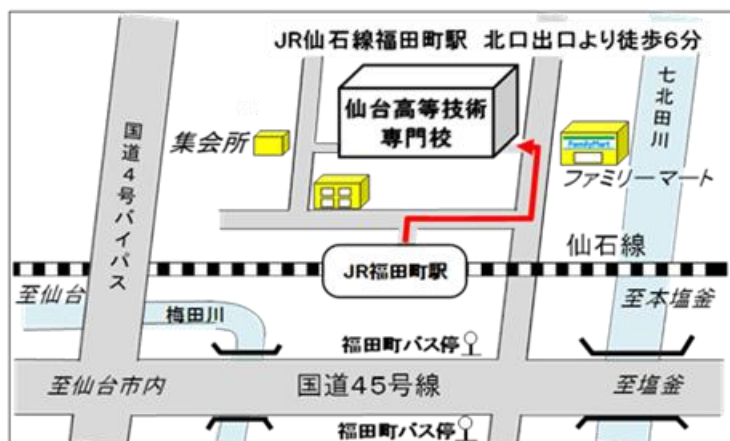 JR仙石線福田町駅 北口出口より徒歩6分
国道4号バイパス
集会所
仙台高等技術
専門校
FamilyMart
ファミリーマート
七北田川
仙石線
JR福田町駅
至仙台
至本塩釜
梅田川
福田町バス停
至仙台市内
国道45号線
至塩釜
福田町バス停